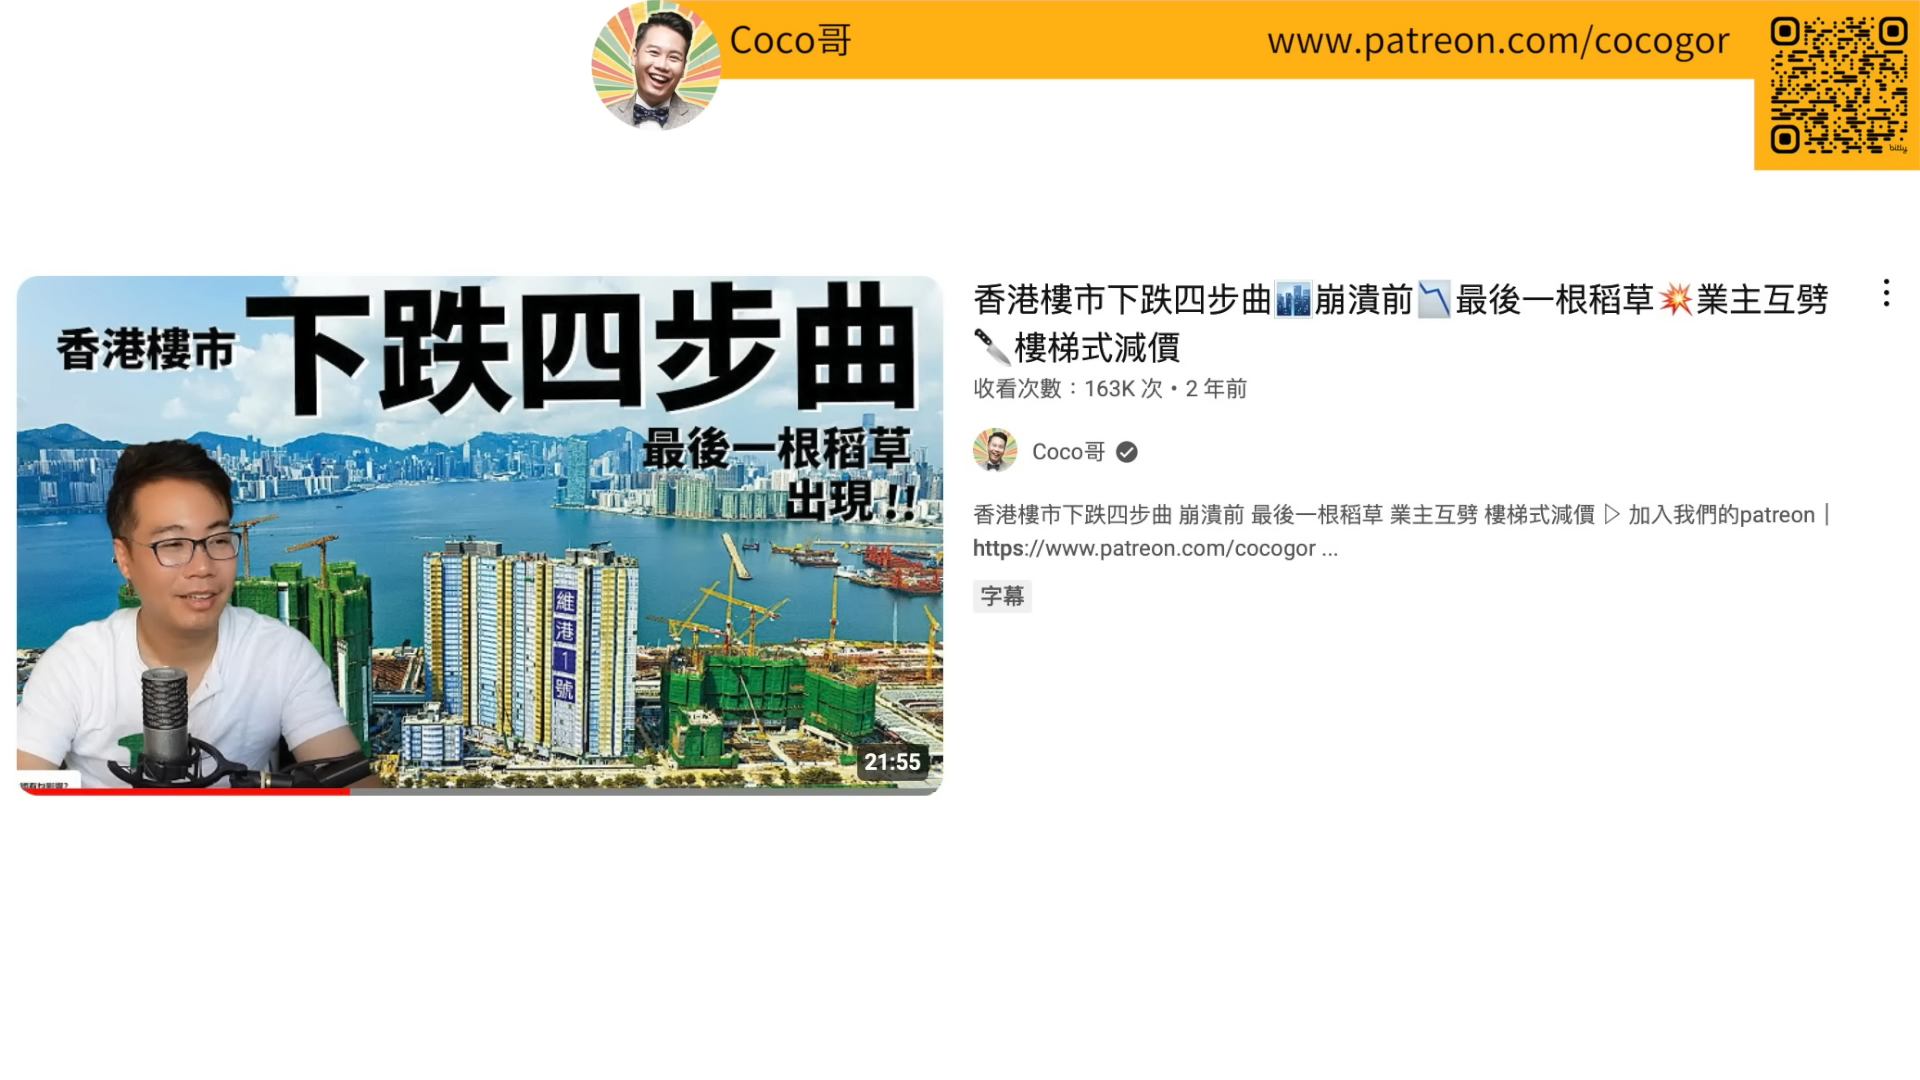 Coco哥
www.patreon.com/cocogor
bitly
香港樓市
下跌四步曲
最後一根稻草
出現!!
維港1號
21:55
香港樓市下跌四步曲🏙️崩潰前📉最後一根稻草💥業主互劈
🔪樓梯式減價
收看次數：163K 次・2 年前
Coco哥
香港樓市下跌四步曲 崩潰前 最後一根稻草 業主互劈 樓梯式減價 ▷ 加入我們的patreon｜
https://www.patreon.com/cocogor ...
字幕